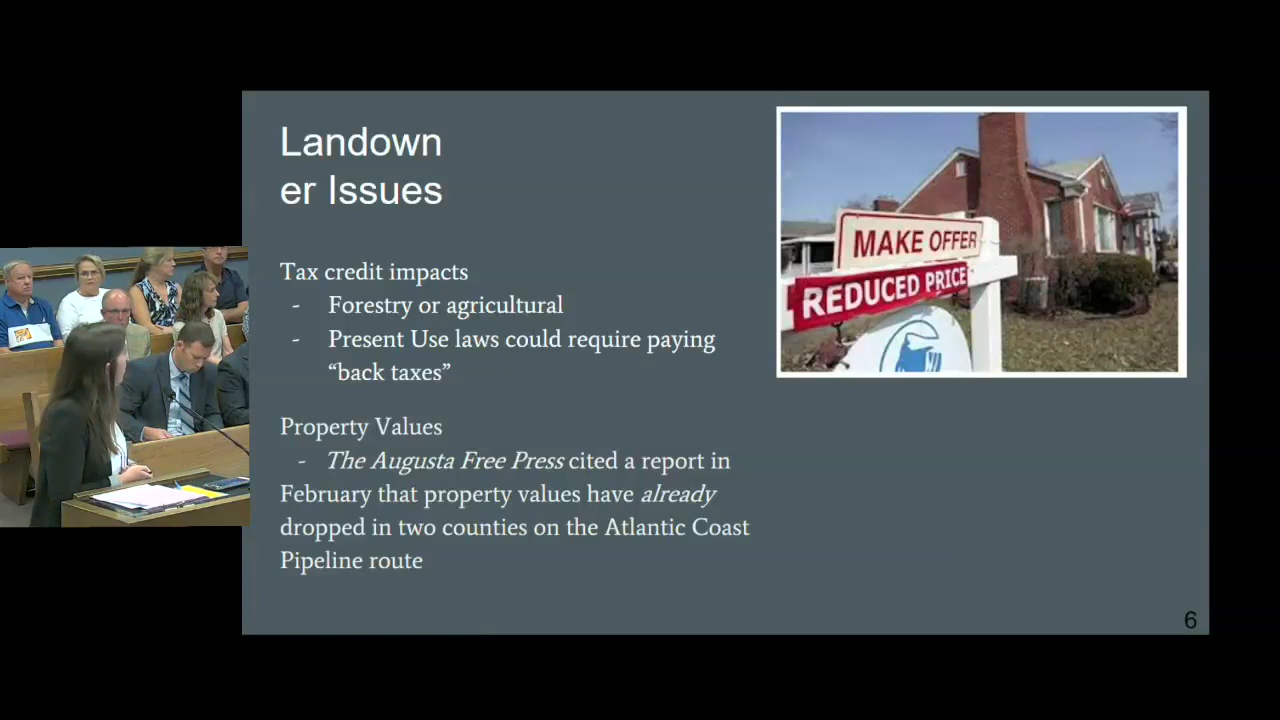 Landown
er Issues
Tax credit impacts
- Forestry or agricultural
- Present Use laws could require paying
“back taxes”
Property Values
- The Augusta Free Press cited a report in
February that property values have already
dropped in two counties on the Atlantic Coast
Pipeline route
MAKE OFFER
REDUCED PRICE
6